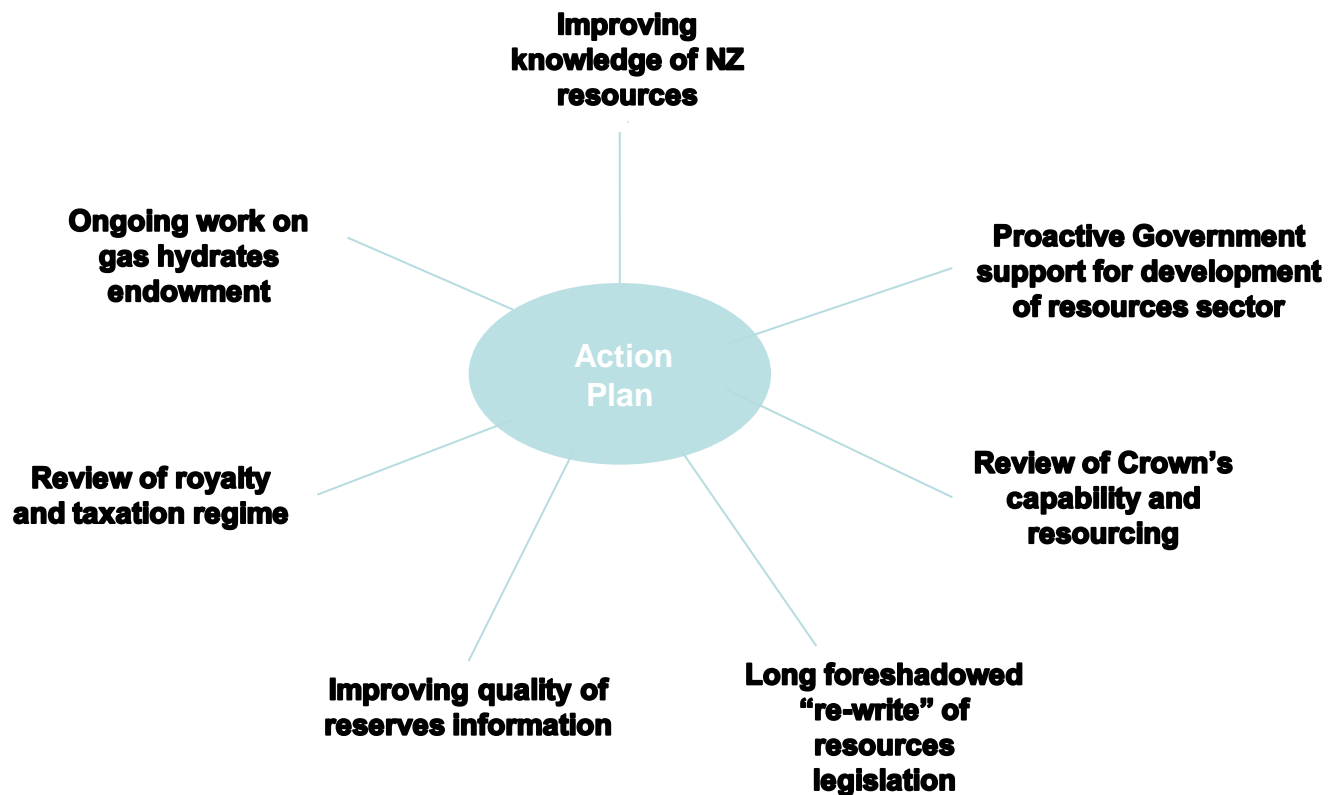 Improving
knowledge of NZ
resources
Ongoing work on
gas hydrates
endowment
Proactive Government
support for development
of resources sector
Action
Plan
Review of royalty
and taxation regime
Review of Crown’s
capability and
resourcing
Improving quality of
reserves information
Long foreshadowed
“re-write” of
resources
legislation